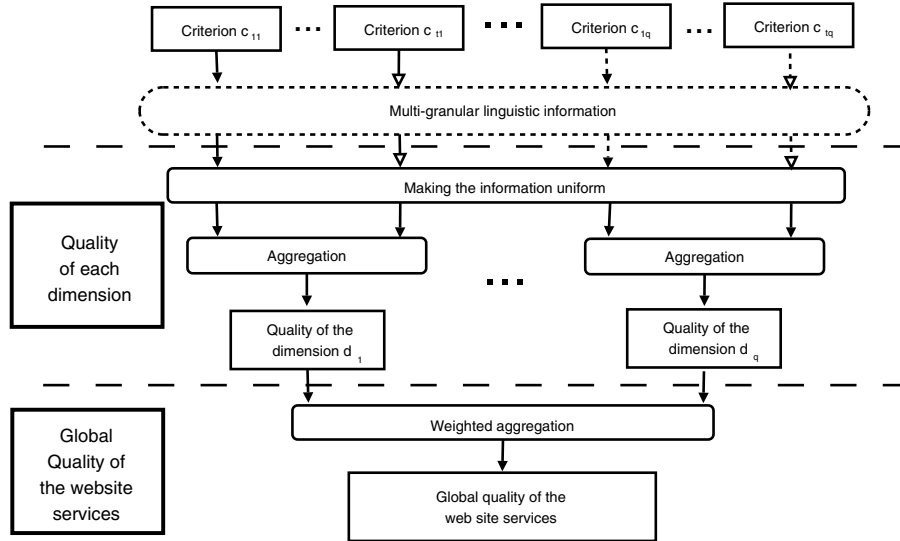 Criterion c 11 ... Criterion c t1 ... Criterion c 1q ... Criterion c tq
Multi-granular linguistic information
Making the information uniform
Quality
of each
dimension
Aggregation
Aggregation
...
Quality of the
dimension d 1
Quality of the
dimension d q
Global
Quality of
the website
services
Weighted aggregation
Global quality of the
web site services